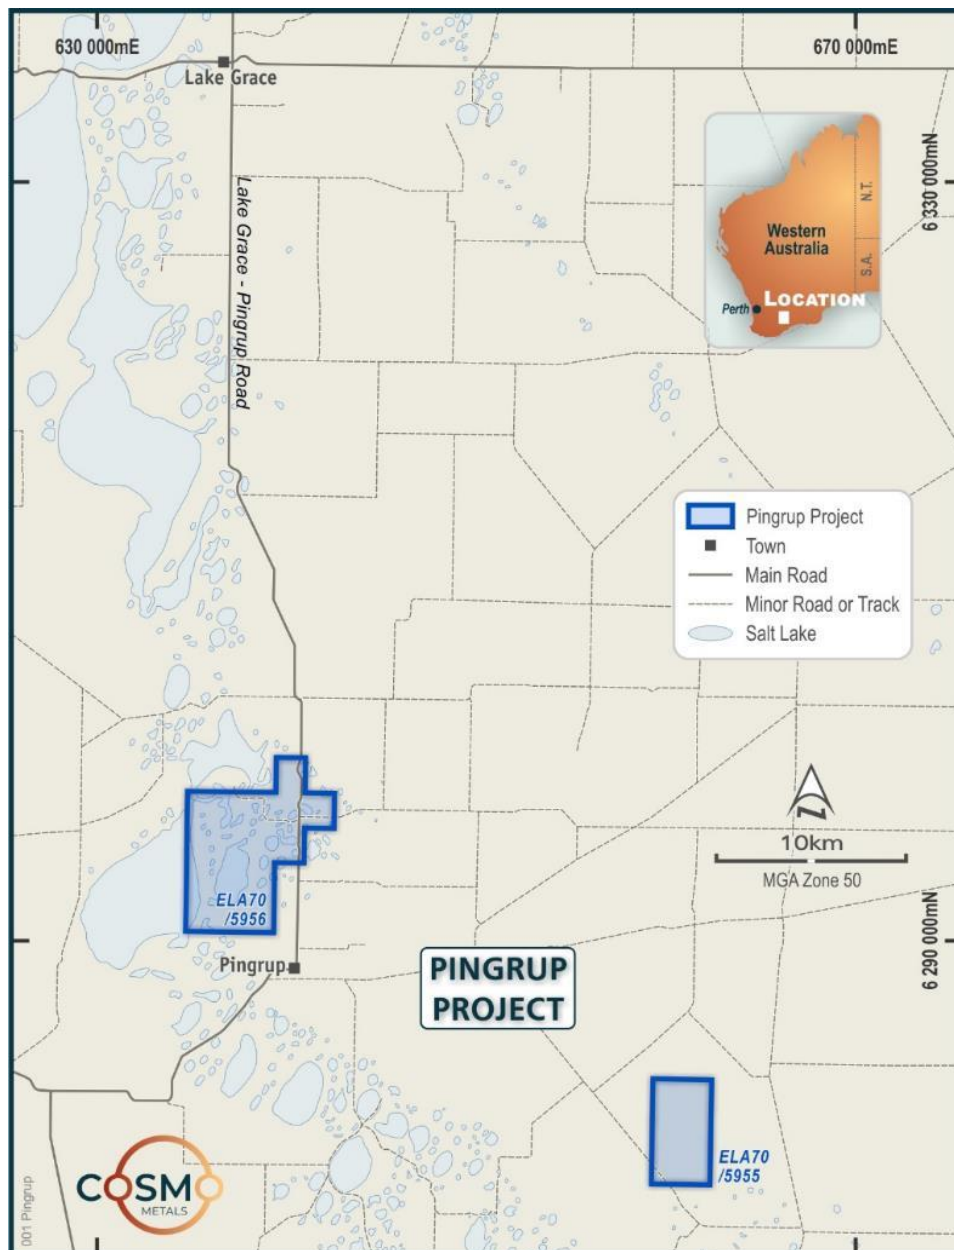 630 000mE
670 000mE
Lake Grace
6 330 000mN
N.T.
Western
Australia
S.A.
Perth
LOCATION
Lake Grace - Pingrup Road
Pingrup Project
Town
Main Road
Minor Road or Track
Salt Lake
N
10km
MGA Zone 50
ELA70
/5956
Pingrup
PINGRUP
PROJECT
6 290 000mN
ELA70
/5955
COSMO
METALS
001 Pingrup